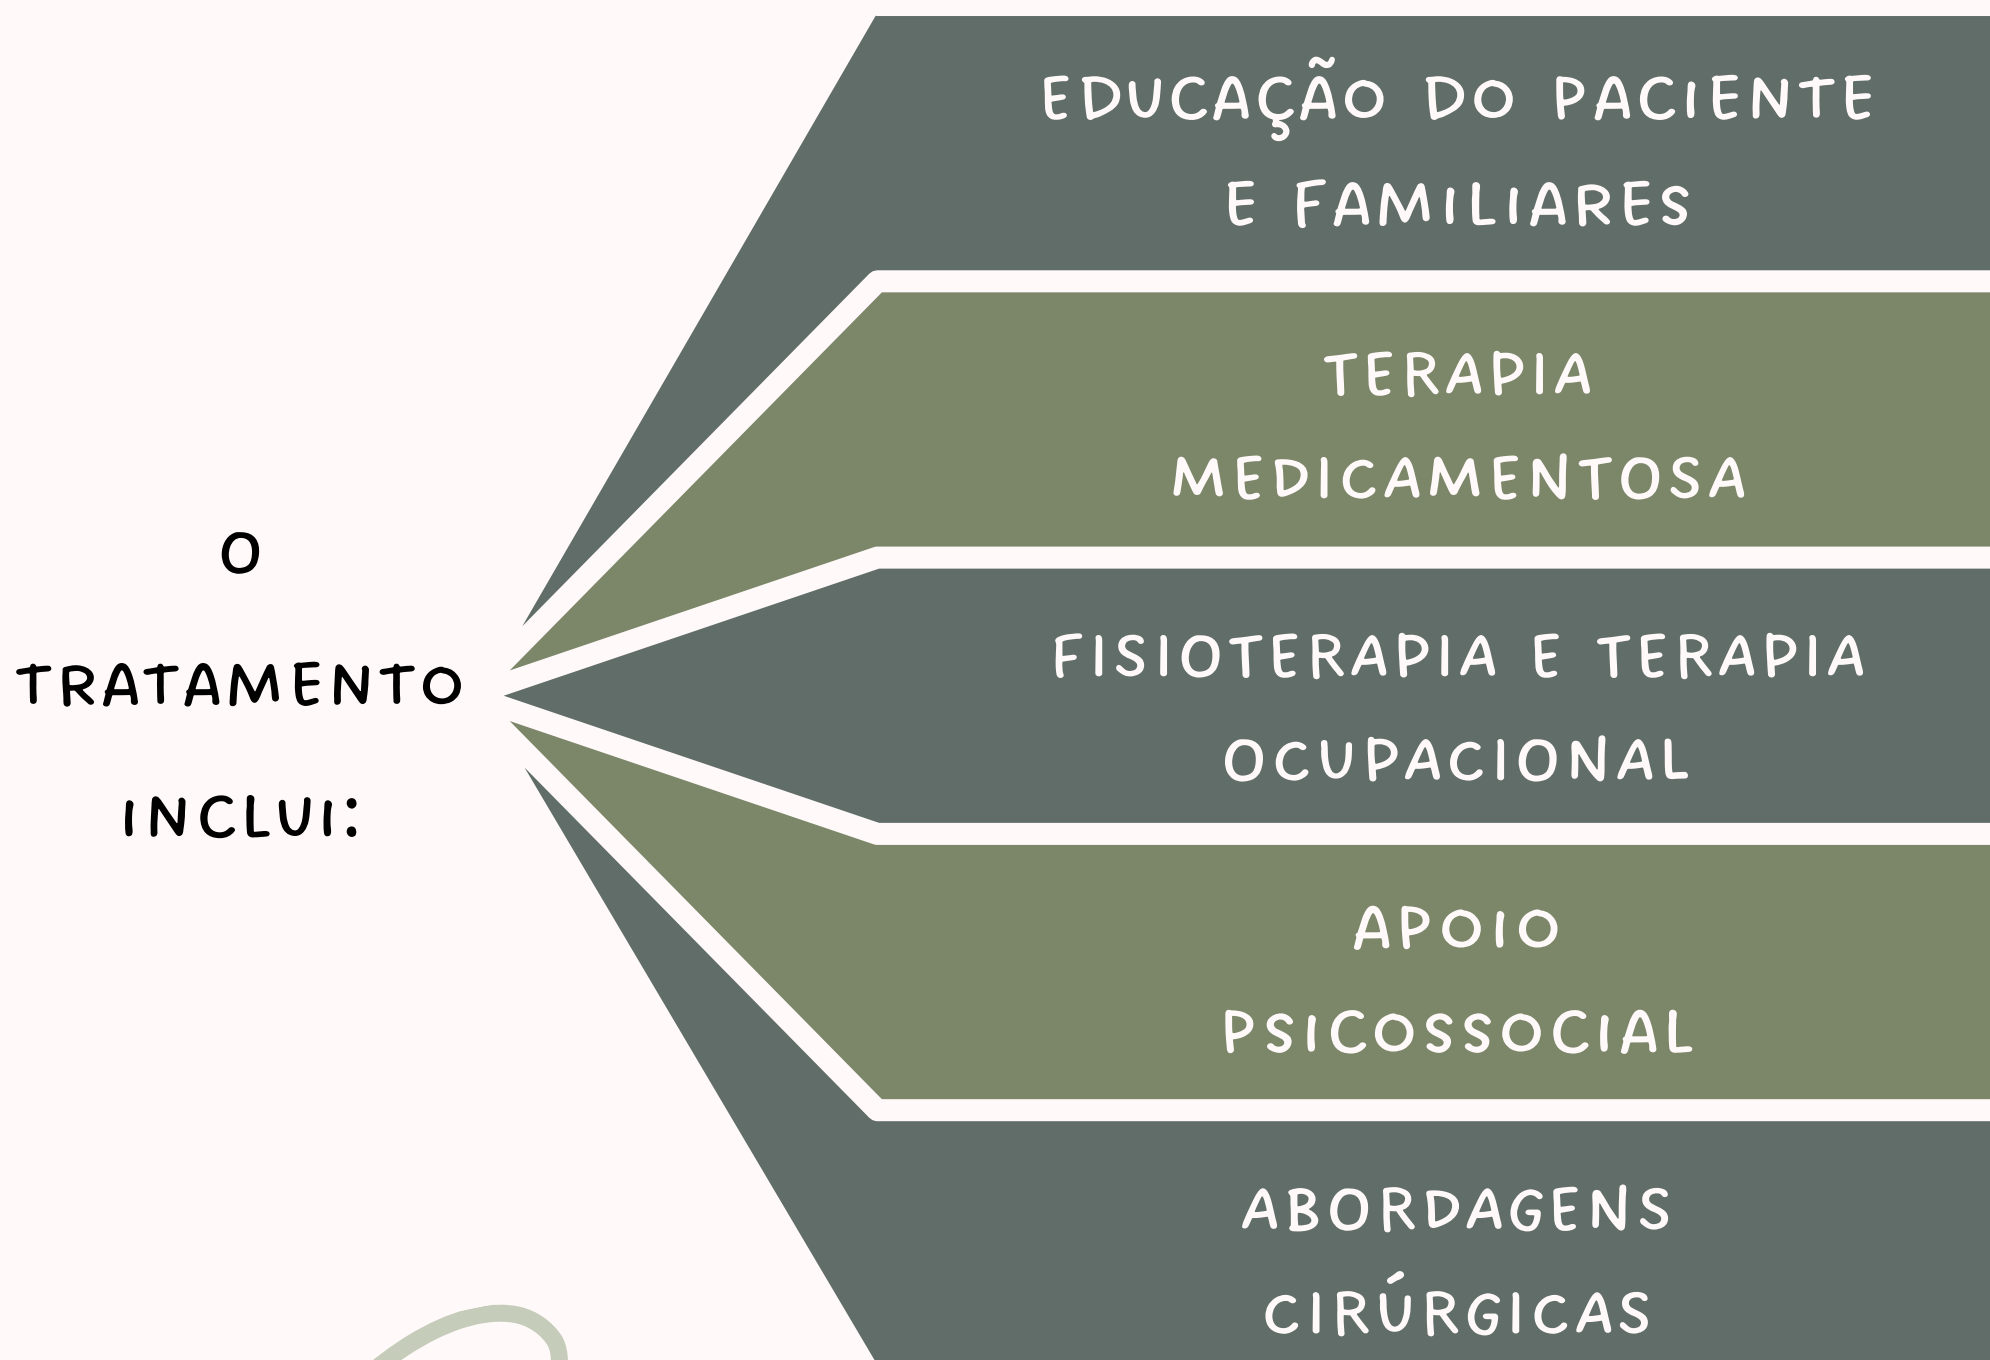 O
TRATAMENTO
INCLUI:
EDUCAÇÃO DO PACIENTE
E FAMILIARES
TERAPIA
MEDICAMENTOSA
FISIOTERAPIA E TERAPIA
OCUPACIONAL
APOIO
PSICOSSOCIAL
ABORDAGENS
CIRÚRGICAS